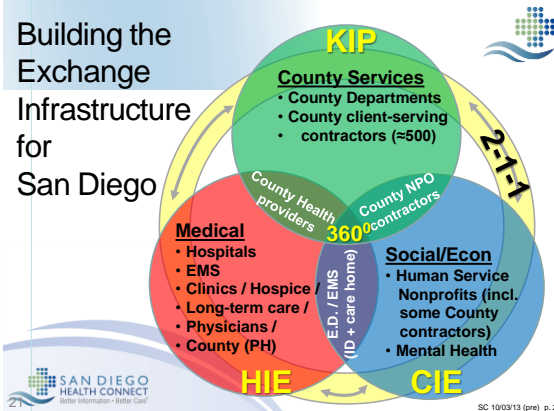 Building the
Exchange
Infrastructure
for
San Diego
KIP
County Services
• County Departments
• County client-serving
• contractors (≈500)
2-1-1
County Health
providers
County NPO
contractors
360⁰
Medical
• Hospitals
• EMS
• Clinics / Hospice /
• Long-term care /
• Physicians /
• County (PH)
E.D. / EMS
(ID + care home)
Social/Econ
• Human Service
Nonprofits (incl.
some County
contractors)
• Mental Health
HIE
CIE
21
SAN DIEGO
HEALTH CONNECT
Better Information • Better Care
SC 10/03/13 (pre) p.